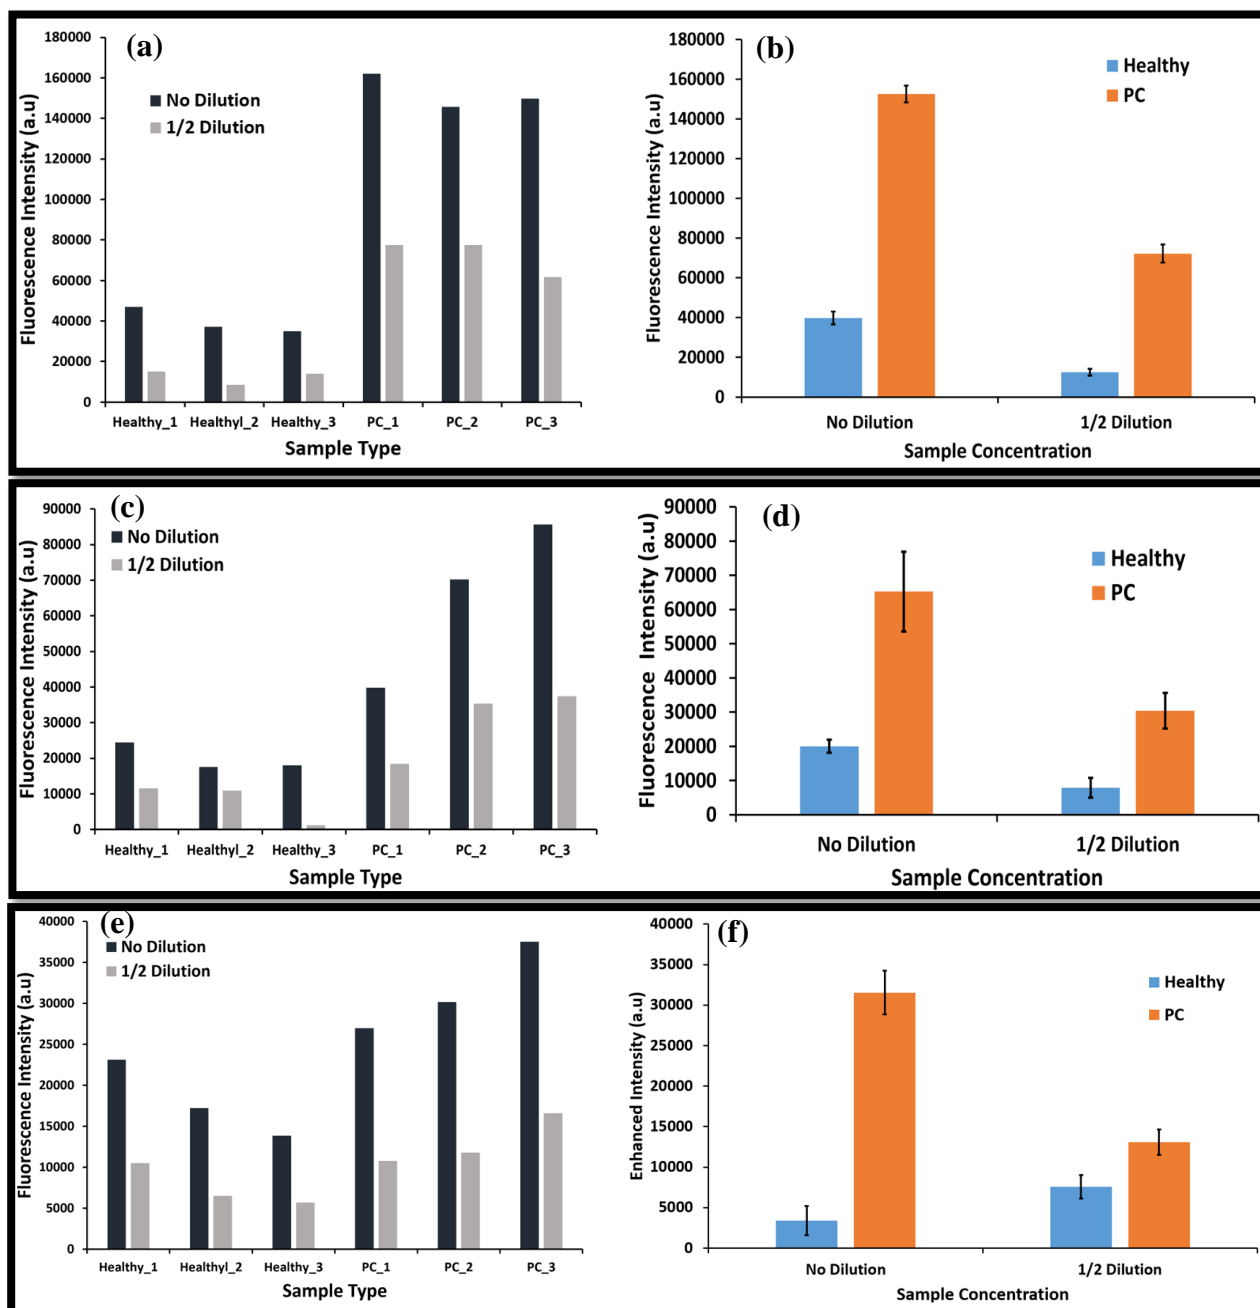 (a)
Fluorescence Intensity (a.u)
180000
160000
140000
120000
100000
80000
60000
40000
20000
0
No Dilution
1/2 Dilution
Healthy_1
Healthyl_2
Healthy_3
PC_1
PC_2
PC_3
Sample Type
(b)
Fluorescence Intensity (a.u)
180000
160000
140000
120000
100000
80000
60000
40000
20000
0
Healthy
PC
No Dilution
1/2 Dilution
Sample Concentration
(c)
Fluorescence Intensity (a.u)
90000
80000
70000
60000
50000
40000
30000
20000
10000
0
No Dilution
1/2 Dilution
Healthy_1
Healthyl_2
Healthy_3
PC_1
PC_2
PC_3
Sample Type
(d)
Fluorescence Intensity (a.u)
90000
80000
70000
60000
50000
40000
30000
20000
10000
0
Healthy
PC
No Dilution
1/2 Dilution
Sample Concentration
(e)
Fluorescence Intensity (a.u)
40000
35000
30000
25000
20000
15000
10000
5000
0
No Dilution
1/2 Dilution
Healthy_1
Healthyl_2
Healthy_3
PC_1
PC_2
PC_3
Sample Type
(f)
Enhanced Intensity (a.u)
40000
35000
30000
25000
20000
15000
10000
5000
0
Healthy
PC
No Dilution
1/2 Dilution
Sample Concentration